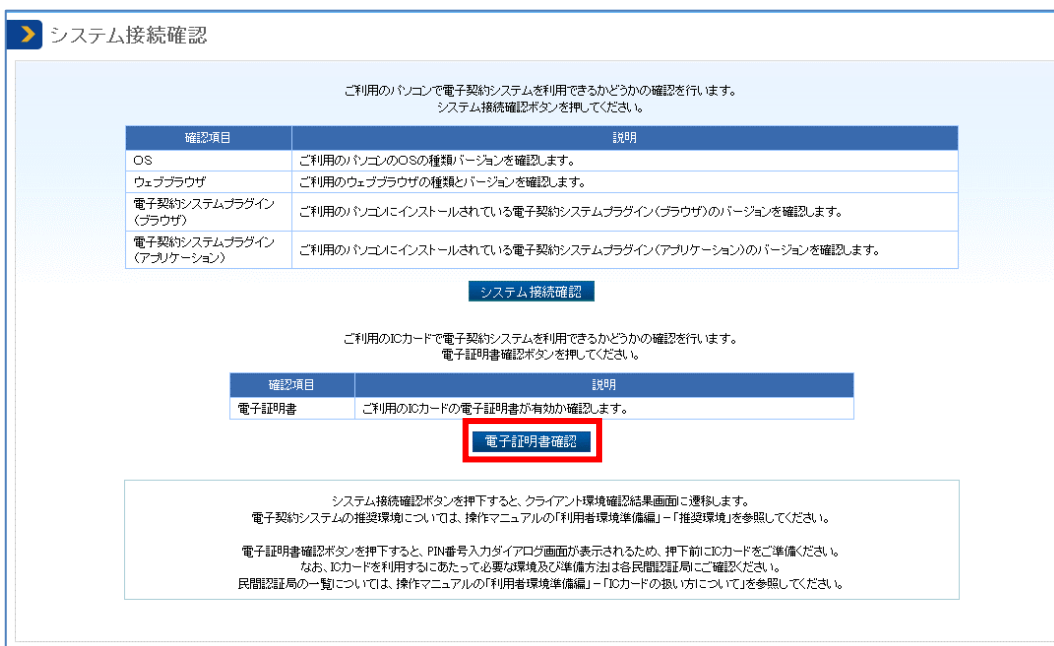 システム接続確認
ご利用のパソコンで電子契約システムを利用できるかどうかの確認を行います。
システム接続確認ボタンを押してください。
確認項目 説明
OS ご利用のパソコンのOSの種類バージョンを確認します。
ウェブブラウザ ご利用のウェブブラウザの種類とバージョンを確認します。
電子契約システムプラグイン
(ブラウザ) ご利用のパソコンにインストールされている電子契約システムプラグイン(ブラウザ)のバージョンを確認します。
電子契約システムプラグイン
(アプリケーション) ご利用のパソコンにインストールされている電子契約システムプラグイン(アプリケーション)のバージョンを確認します。
システム接続確認
ご利用のICカードで電子契約システムを利用できるかどうかの確認を行います。
電子証明書確認ボタンを押してください。
確認項目 説明
電子証明書 ご利用のICカードの電子証明書が有効か確認します。
電子証明書確認
システム接続確認ボタンを押下すると、クライアント環境確認結果画面に遷移します。
電子契約システムの推奨環境については、操作マニュアルの「利用者環境準備編」-「推奨環境」を参照してください。
電子証明書確認ボタンを押下すると、PIN番号入力ダイアログ画面が表示されるため、押下前にICカードをご準備ください。
なお、ICカードを利用するにあたって必要な環境及び準備方法は各民間認証局にご確認ください。
民間認証局の一覧については、操作マニュアルの「利用者環境準備編」-「ICカードの扱い方について」を参照してください。